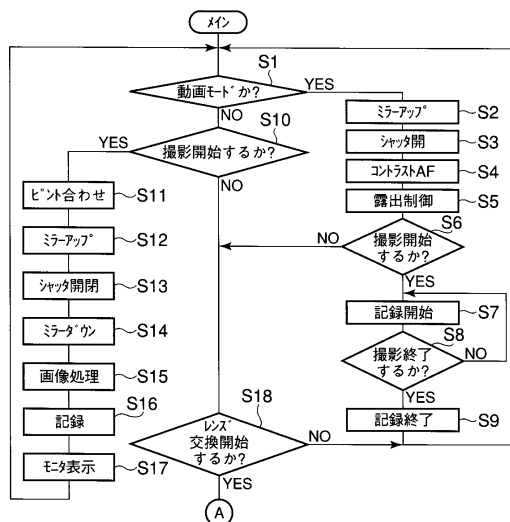 メイン
S1
動画ﾓｰﾄﾞか?
YES
NO
S10
撮影開始するか?
YES
NO
ﾋﾟﾝﾄ合わせ
S11
ﾐﾗｰｱｯﾌﾟ
S12
ｼｬｯﾀ開閉
S13
ﾐﾗｰﾀﾞｳﾝ
S14
画像処理
S15
記録
S16
ﾓﾆﾀ表示
S17
ﾐﾗｰｱｯﾌﾟ
S2
ｼｬｯﾀ開
S3
ｺﾝﾄﾗｽﾄAF
S4
露出制御
S5
S6
撮影開始
するか?
NO
YES
記録開始
S7
S8
撮影終了
するか?
NO
YES
記録終了
S9
S18
ﾚﾝｽﾞ
交換開始
するか?
NO
YES
A